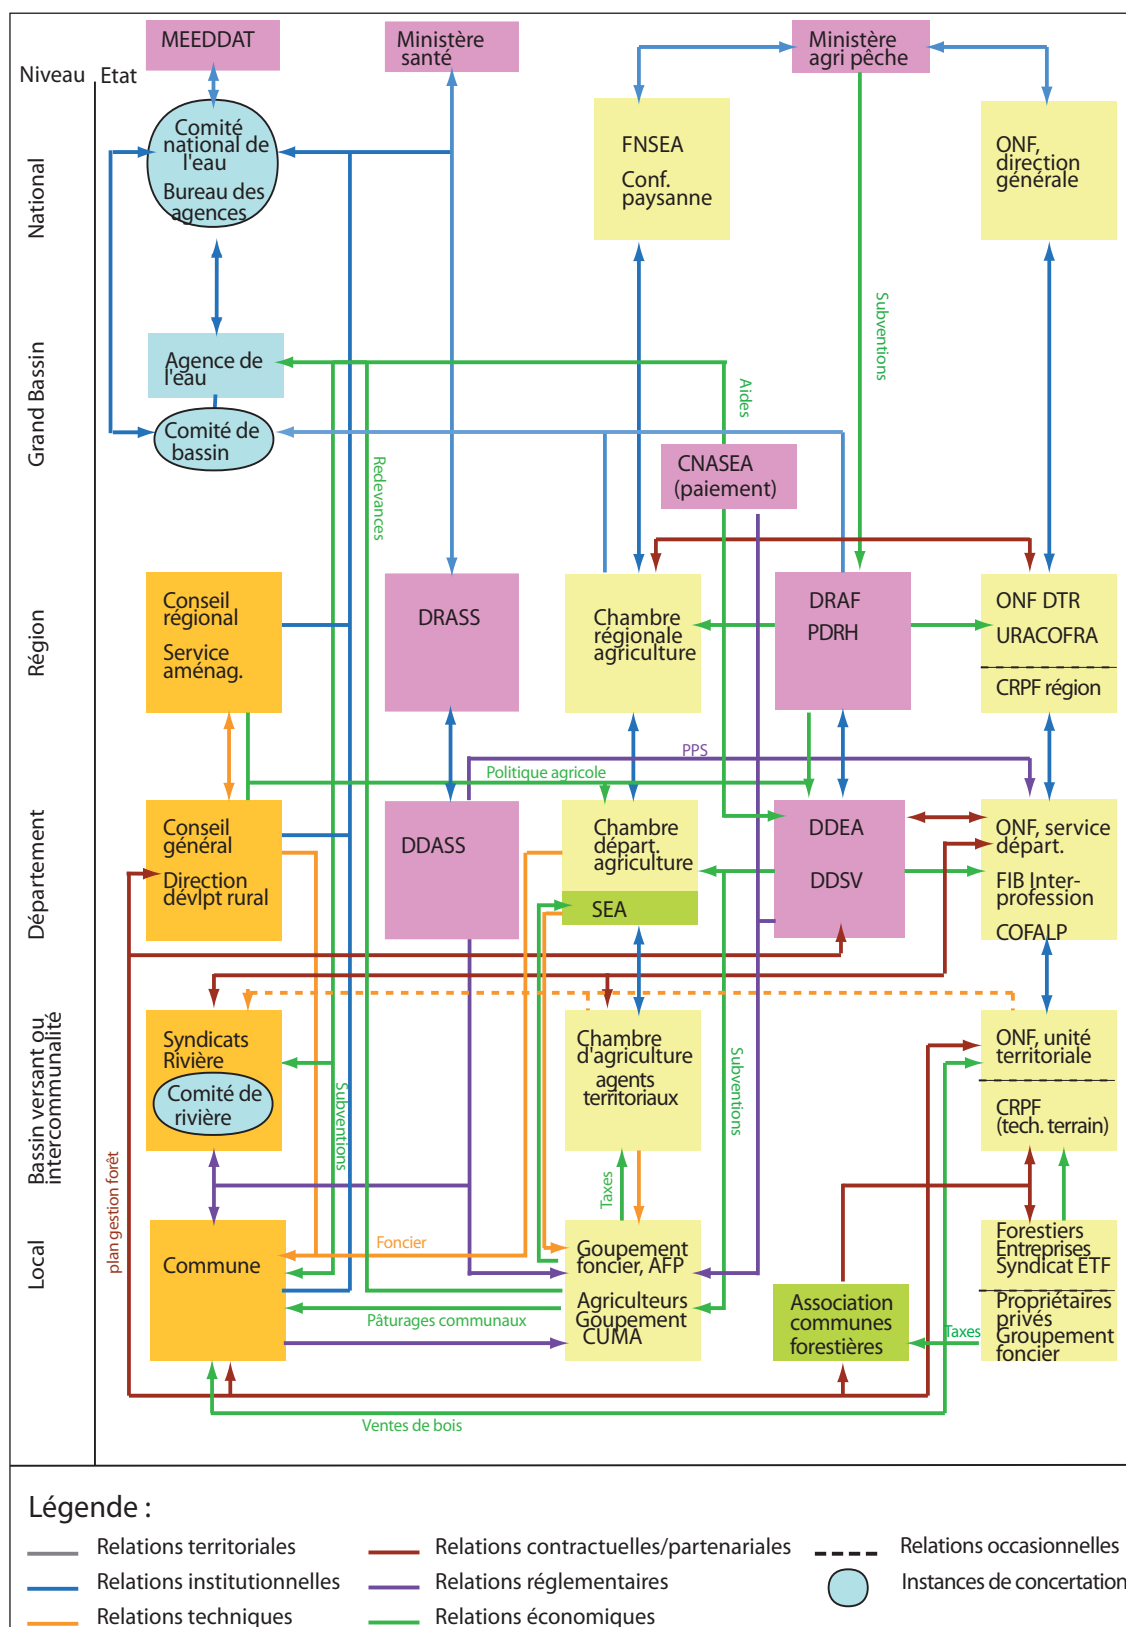 MEEDDAT
Ministère
santé
Ministère
agri pêche
Niveau
Etat
National
Comité
national de
l'eau
Bureau des
agences
FNSEA
Conf.
paysanne
ONF,
direction
générale
Subventions
Grand Bassin
Agence de
l'eau
Aides
Comité de
bassin
Redevances
CNASEA
(paiement)
Région
Conseil
régional
Service
aménag.
DRASS
Chambre
régionale
agriculture
DRAF
PDRH
ONF DTR
URACOFRA
CRPF région
PPS
Politique agricole
Département
Conseil
général
Direction
dévlpt rural
DDASS
Chambre
départ.
agriculture
SEA
DDEA
DDSV
ONF, service
départ.
FIB Inter-
profession
COFALP
Bassin versant ou
intercommunalité
Syndicats
Rivière
Comité de
rivière
Subventions
Chambre
d'agriculture
agents
territoriaux
Subventions
ONF, unité
territoriale
CRPF
(tech. terrain)
plan gestion forêt
Taxes
Local
Commune
Foncier
Pâturages communaux
Goupement
foncier, AFP
Agriculteurs
Goupement
CUMA
Association
communes
forestières
Taxes
Forestiers
Entreprises
Syndicat ETF
Propriétaires
privés
Groupement
foncier
Ventes de bois
Légende :
Relations territoriales
Relations institutionnelles
Relations techniques
Relations contractuelles/partenariales
Relations réglementaires
Relations économiques
Relations occasionnelles
Instances de concertation